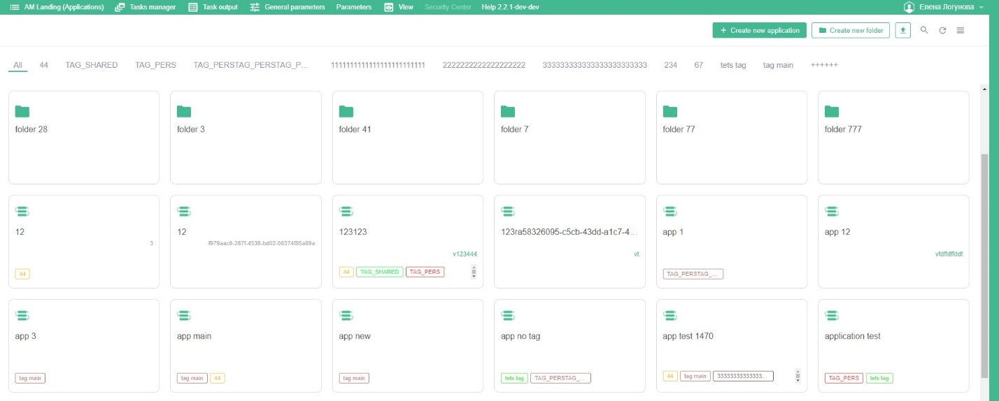 AM Landing (Applications) Tasks manager Task output General parameters Parameters View Security Center Help 2.2.1-dev-dev Елена Логунова
+ Create new application Create new folder
All 44 TAG_SHARED TAG_PERS TAG_PERSTAG_PERSTAG_P... 1111111111111111111111111 2222222222222222222 33333333333333333333333 234 67 tets tag tag main ++++++
folder 28 folder 3 folder 41 folder 7 folder 77 folder 777
12 12 123123 123ra58326095-c5cb-43dd-a1c7-4... app 1 app 12
3 f979aac0-287f-4538-bd02-06374f85a89a
v123444 vt vfdffdffddf
44 44 TAG_SHARED TAG_PERS TAG_PERSTAG_...
app 3 app main app new app no tag app test 1470 application test
tag main tag main 44 tag main tets tag TAG_PERSTAG_... 44 tag main 33333333333333... TAG_PERS tets tag